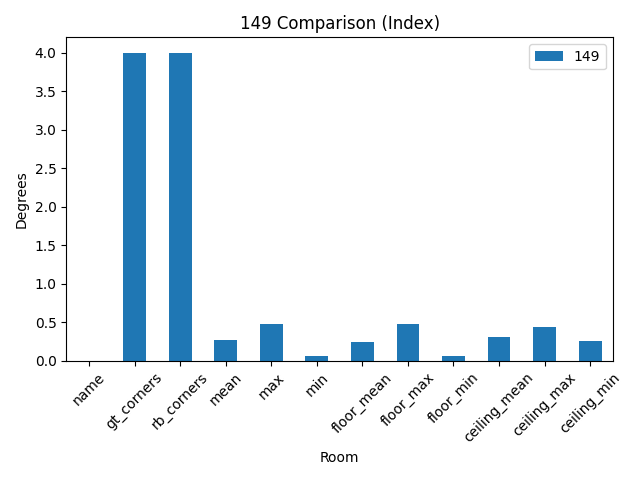 149 Comparison (Index)
149
Degrees
4.0
3.5
3.0
2.5
2.0
1.5
1.0
0.5
0.0
name
gt_corners
rb_corners
mean
max
min
floor_mean
floor_max
floor_min
ceiling_mean
ceiling_max
ceiling_min
Room